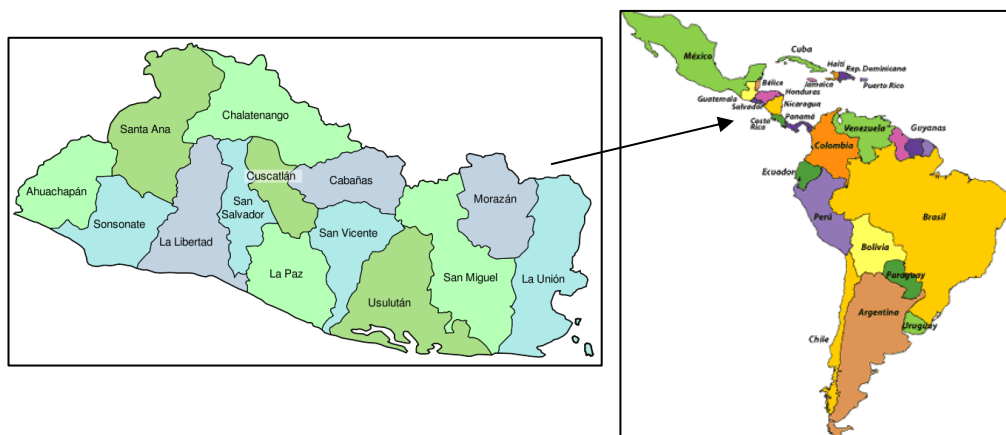 Chalatenango
Santa Ana
Cuscatlán
Cabañas
Ahuachapán
Morazán
San
Salvador
Sonsonate
San Vicente
La Libertad
La Paz
San Miguel
La Unión
Usulután
México
Cuba
Haití
Rep. Dominicana
Bélice
Jamaica
Puerto Rico
Honduras
Guatemala
Salvador
Nicaragua
Costa
Rica
Panamá
Venezuela
Guyanas
Colombia
Ecuador
Perú
Brasil
Bolivia
Paraguay
Argentina
Uruguay
Chile